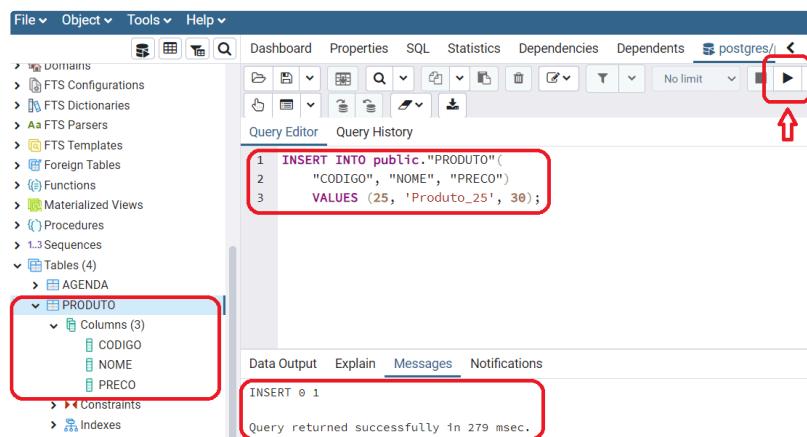 File Object Tools Help
Dashboard Properties SQL Statistics Dependencies Dependents postgres/
Domains
FTS Configurations
FTS Dictionaries
Aa FTS Parsers
FTS Templates
Foreign Tables
Functions
Materialized Views
Procedures
1..3 Sequences
Tables (4)
AGENDA
PRODUTO
Columns (3)
CODIGO
NOME
PRECO
Constraints
Indexes
No limit
Query Editor Query History
1 INSERT INTO public."PRODUTO"(
2 "CODIGO", "NOME", "PRECO")
3 VALUES (25, 'Produto_25', 30);
Data Output Explain Messages Notifications
INSERT 0 1
Query returned successfully in 279 msec.